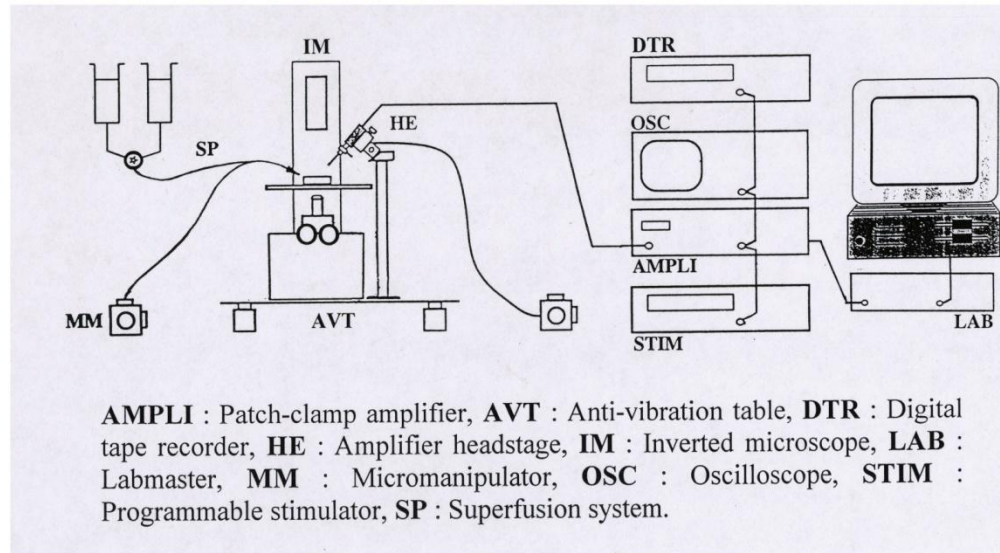 IM
DTR
HE
OSC
SP
AMPLI
MM
AVT
STIM
LAB
AMPLI : Patch-clamp amplifier, AVT : Anti-vibration table, DTR : Digital
tape recorder, HE : Amplifier headstage, IM : Inverted microscope, LAB :
Labmaster, MM : Micromanipulator, OSC : Oscilloscope, STIM :
Programmable stimulator, SP : Superfusion system.